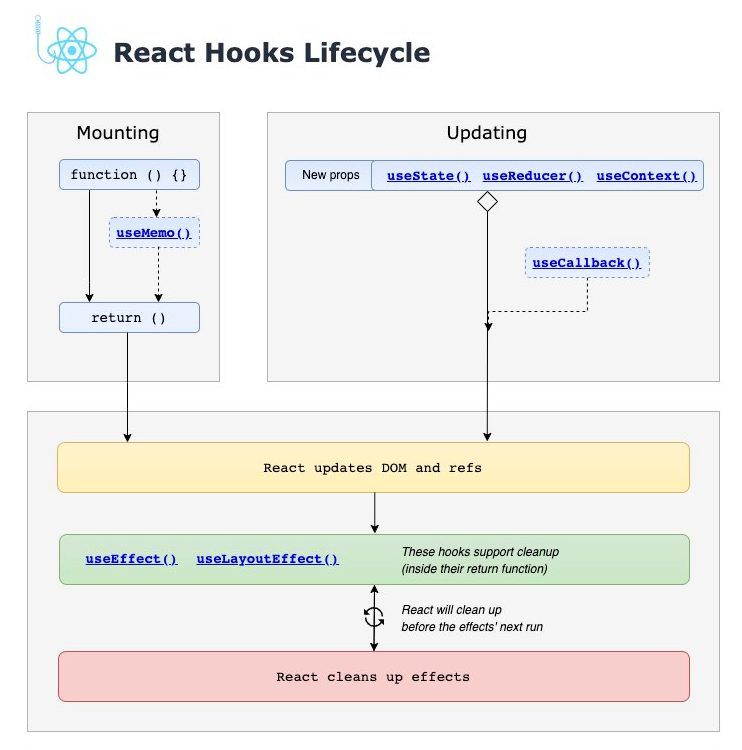 React Hooks Lifecycle
Mounting
function () {}
useMemo()
return ()
Updating
New props
useState() useReducer() useContext()
useCallback()
React updates DOM and refs
useEffect() useLayoutEffect()
These hooks support cleanup
(inside their return function)
React will clean up
before the effects' next run
React cleans up effects